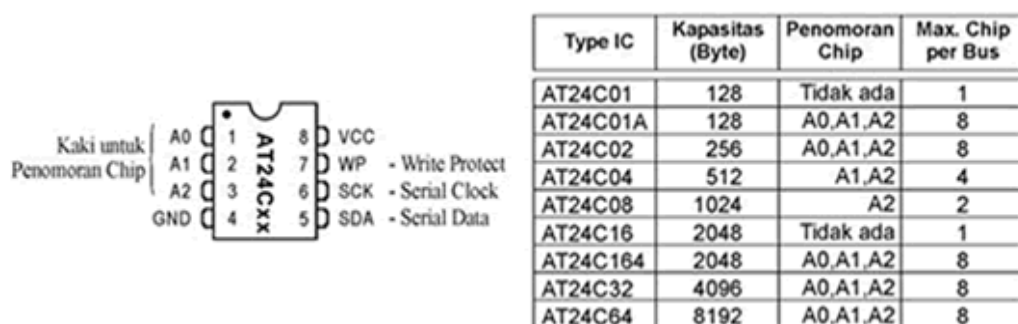 Kaki untuk
Penomoran Chip
A0 1 8 VCC
A1 2 7 WP - Write Protect
A2 3 6 SCK - Serial Clock
GND 4 5 SDA - Serial Data
AT24Cxx
Type IC Kapasitas (Byte) Penomoran Chip Max. Chip per Bus
AT24C01 128 Tidak ada 1
AT24C01A 128 A0,A1,A2 8
AT24C02 256 A0,A1,A2 8
AT24C04 512 A1,A2 4
AT24C08 1024 A2 2
AT24C16 2048 Tidak ada 1
AT24C164 2048 A0,A1,A2 8
AT24C32 4096 A0,A1,A2 8
AT24C64 8192 A0,A1,A2 8